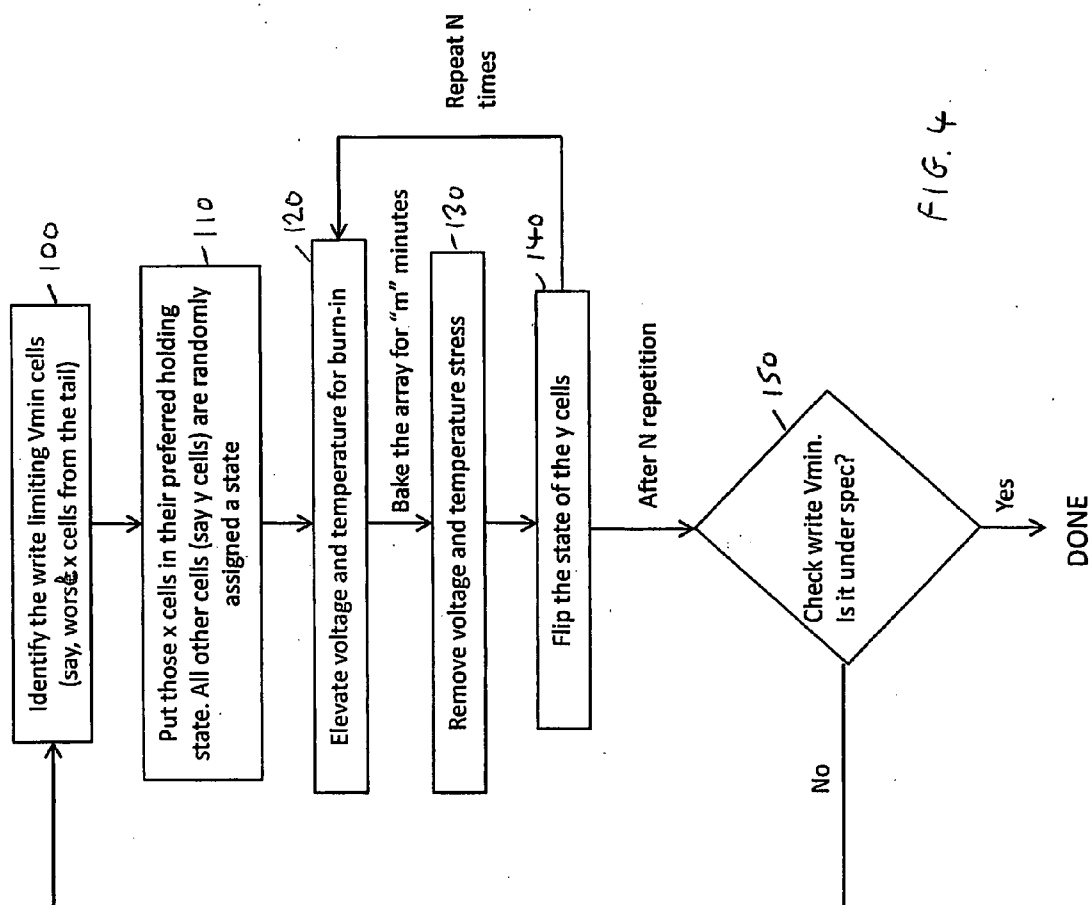 Identify the write limiting Vmin cells
(say, worse x cells from the tail)
100
Put those x cells in their preferred holding
state. All other cells (say y cells) are randomly
assigned a state
110
Elevate voltage and temperature for burn-in
120
Bake the array for "m" minutes
Repeat N
times
Remove voltage and temperature stress
130
Flip the state of the y cells
140
After N repetition
Check write Vmin.
Is it under spec?
150
No
Yes
DONE
FIG. 4